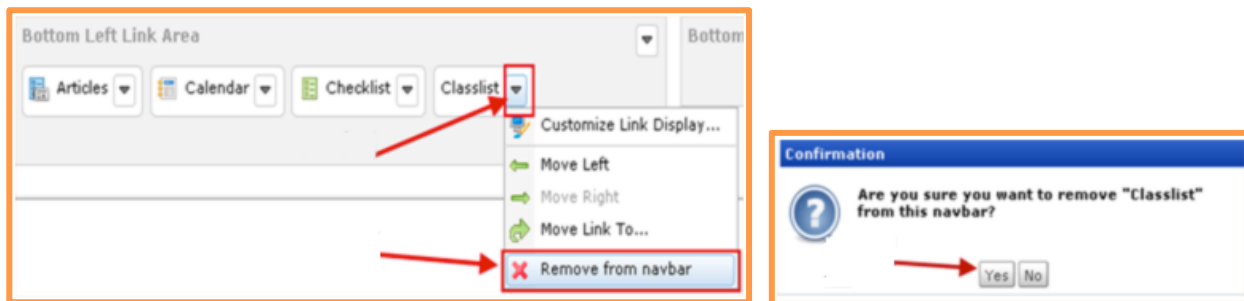 Bottom Left Link Area
Bottom
Articles
Calendar
Checklist
Classlist
Customize Link Display...
Move Left
Move Right
Move Link To...
Remove from navbar
Confirmation
Are you sure you want to remove "Classlist"
from this navbar?
Yes No